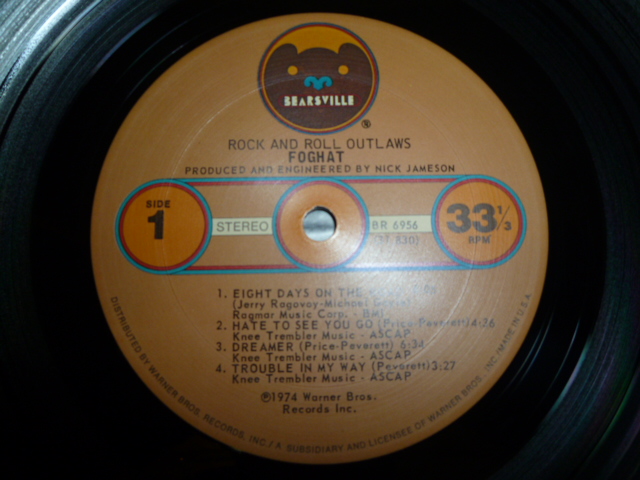 BEARSVILLE
®
ROCK AND ROLL OUTLAWS
FOGHAT
PRODUCED AND ENGINEERED BY NICK JAMESON
SIDE
1
STEREO
BR 6956
33 1/3
RPM
1. EIGHT DAYS ON THE
(Jerry Ragovoy-Michael
Ragmar Music Corp. - BMI
2. HATE TO SEE YOU GO (Price-Peverett) 4:36
Knee Trembler Music - ASCAP
3. DREAMER (Price-Peverett) 6:34
Knee Trembler Music - ASCAP
4. TROUBLE IN MY WAY (Peverett) 3:27
Knee Trembler Music - ASCAP
℗1974 Warner Bros.
Records Inc.
DISTRIBUTED BY WARNER BROS. RECORDS, INC./A SUBSIDIARY AND LICENSEE OF WARNER BROS. INC./MADE IN U.S.A.